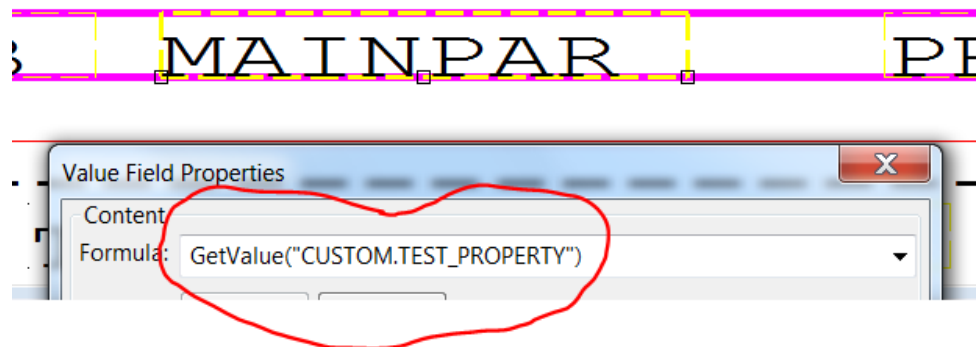 MAINPAR
Value Field Properties
Content
Formula: GetValue("CUSTOM.TEST_PROPERTY")